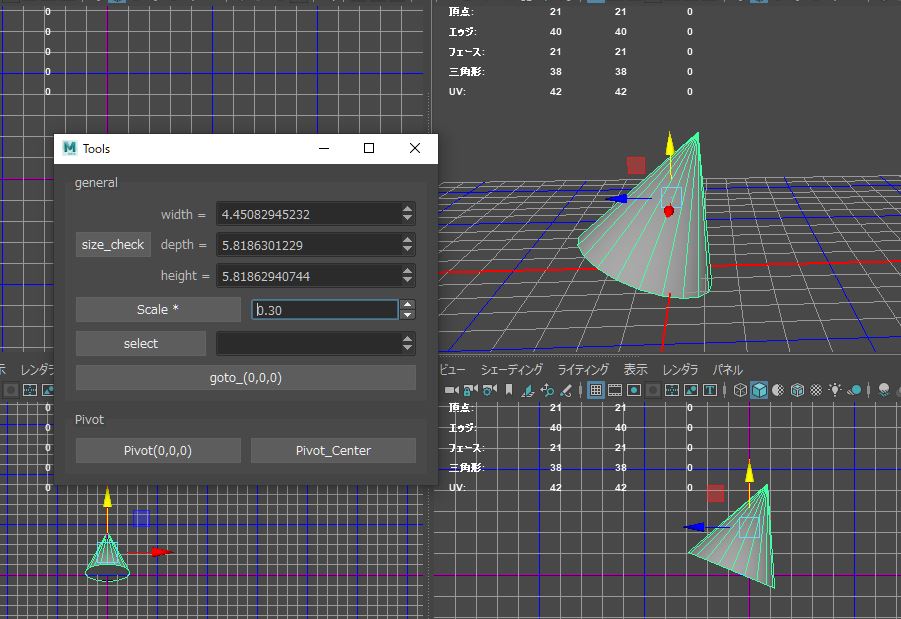 0
0
0
0
0
頂点: 21 21 0
エッジ: 40 40 0
フェース: 21 21 0
三角形: 38 38 0
UV: 42 42 0
Tools
general
width = 4.45082945232
size_check depth = 5.8186301229
height = 5.81862940744
Scale * 0.30
select
goto_(0,0,0)
Pivot
Pivot(0,0,0) Pivot_Center
示 レンダラ
ビュー シェーディング ライティング 表示 レンダラ パネル
0
0
0
0
0
頂点: 21 21 0
エッジ: 40 40 0
フェース: 21 21 0
三角形: 38 38 0
UV: 42 42 0